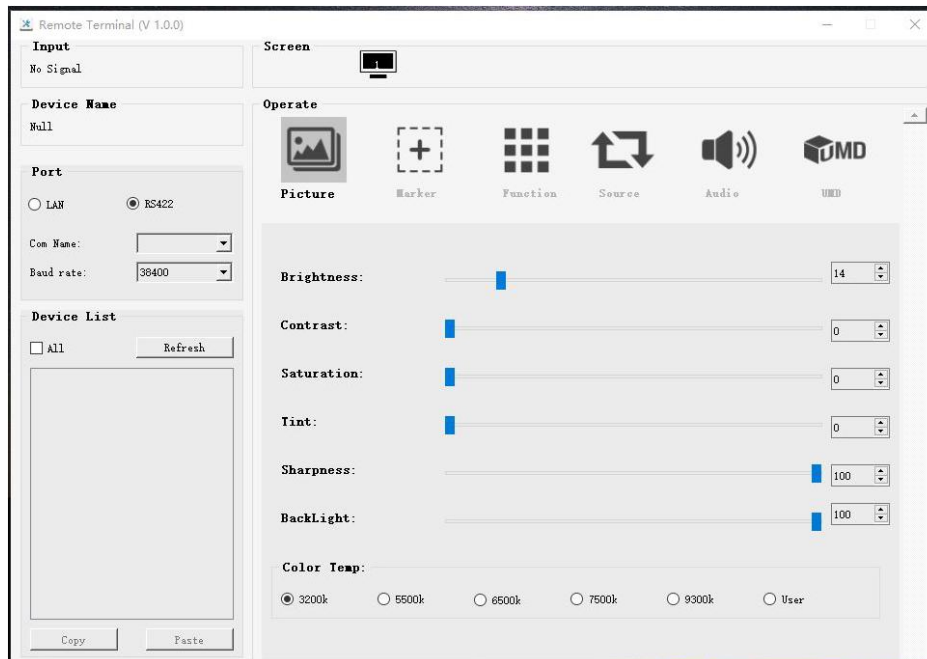 Remote Terminal (V 1.0.0)
Input
No Signal
Device Name
Null
Port
LAN RS422
Com Name:
Baud rate: 38400
Device List
All Refresh
Copy Paste
Screen
1
Operate
UMD
Picture Marker Function Source Audio UMD
Brightness: 14
Contrast: 0
Saturation: 0
Tint: 0
Sharpness: 100
BackLight: 100
Color Temp:
3200k 5500k 6500k 7500k 9300k User